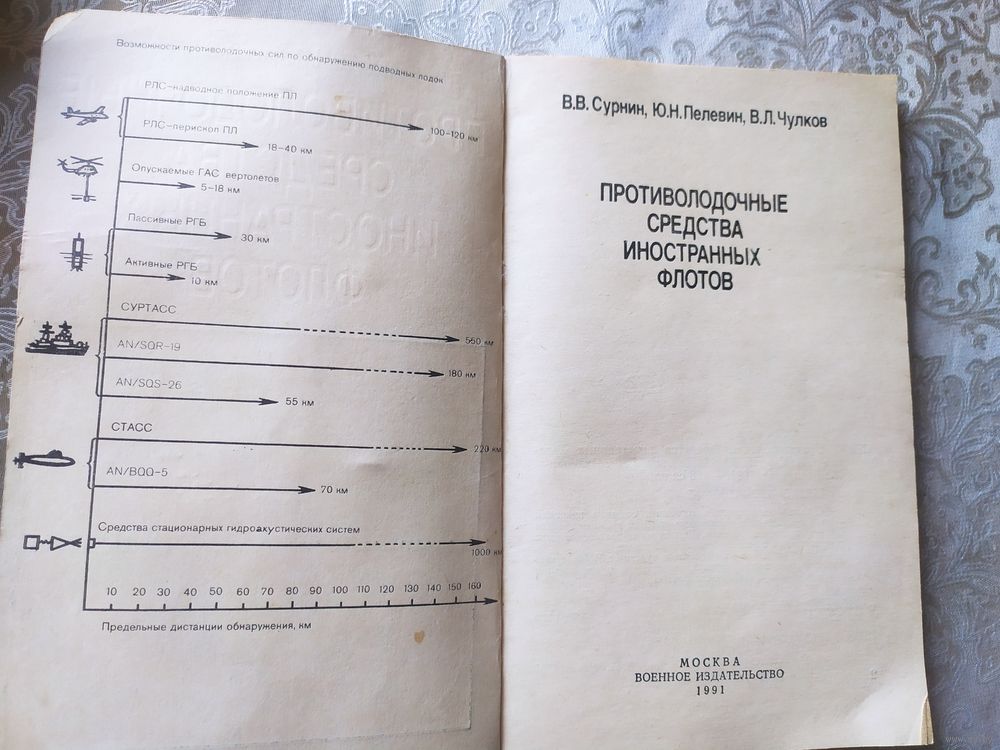 Возможности противолодочных сил по обнаружению подводных лодок
РЛС-надводное положение ПЛ
100-120 км
РЛС-перископ ПЛ
18-40 км
Опускаемые ГАС вертолетов
5-18 км
Пассивные РГБ
30 км
Активные РГБ
10 км
СУРТАСС
550 км
AN/SQR-19
180 км
AN/SQS-26
55 км
СТАСС
220 км
AN/BQQ-5
70 км
Средства стационарных гидроакустических систем
1000 км
10 20 30 40 50 60 70 80 90 100 110 120 130 140 150 160
Предельные дистанции обнаружения, км
В.В. Сурнин, Ю.Н. Пелевин, В.Л. Чулков
ПРОТИВОЛОДОЧНЫЕ
СРЕДСТВА
ИНОСТРАННЫХ
ФЛОТОВ
МОСКВА
ВОЕННОЕ ИЗДАТЕЛЬСТВО
1991